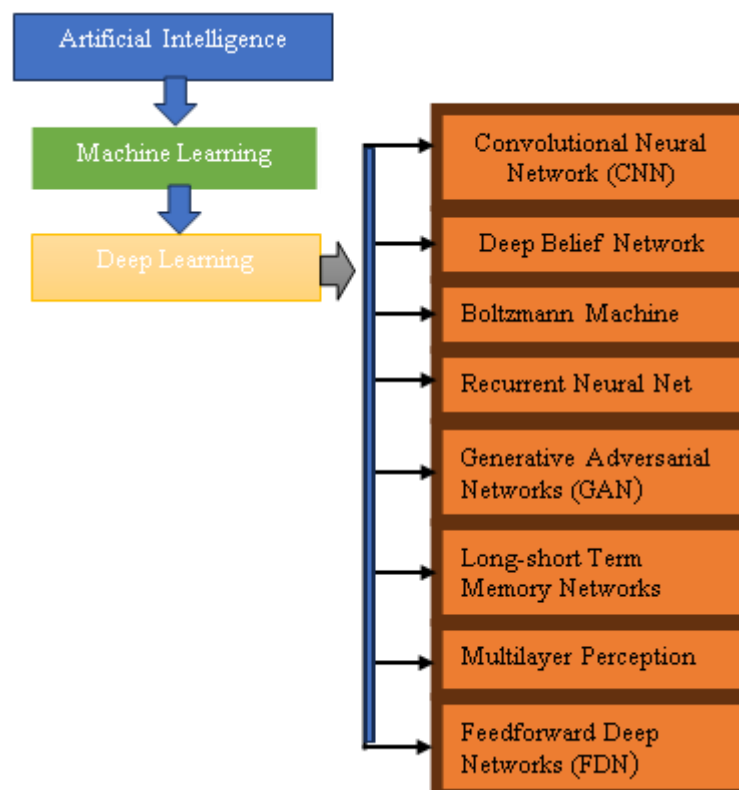 Artificial Intelligence
Machine Learning
Deep Learning
Convolutional Neural
Network (CNN)
Deep Belief Network
Boltzmann Machine
Recurrent Neural Net
Generative Adversarial
Networks (GAN)
Long-short Term
Memory Networks
Multilayer Perception
Feedforward Deep
Networks (FDN)